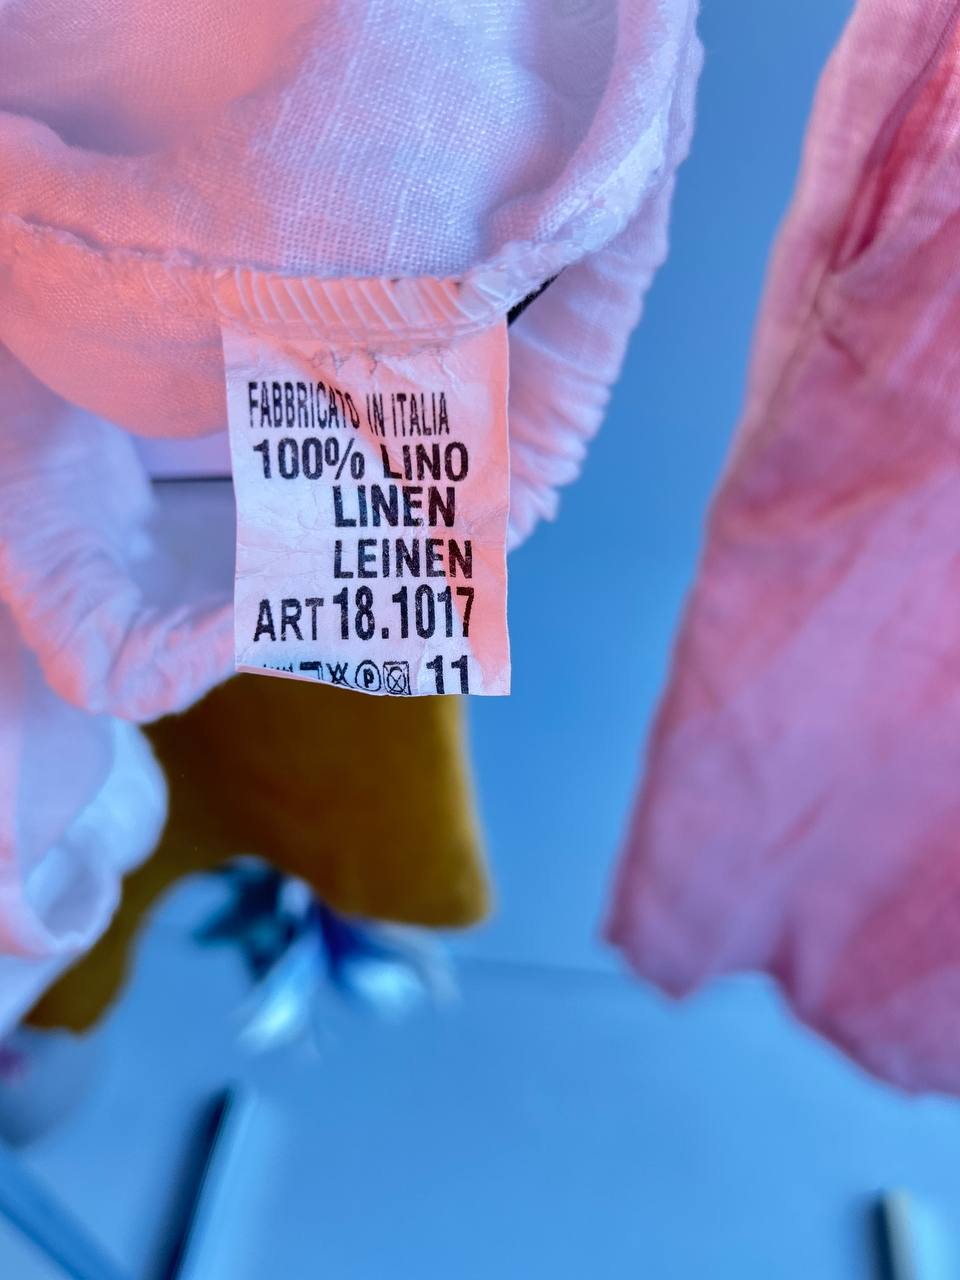 FABBRICATO IN ITALIA
100% LINO
LINEN
LEINEN
ART 18.1017
P 11